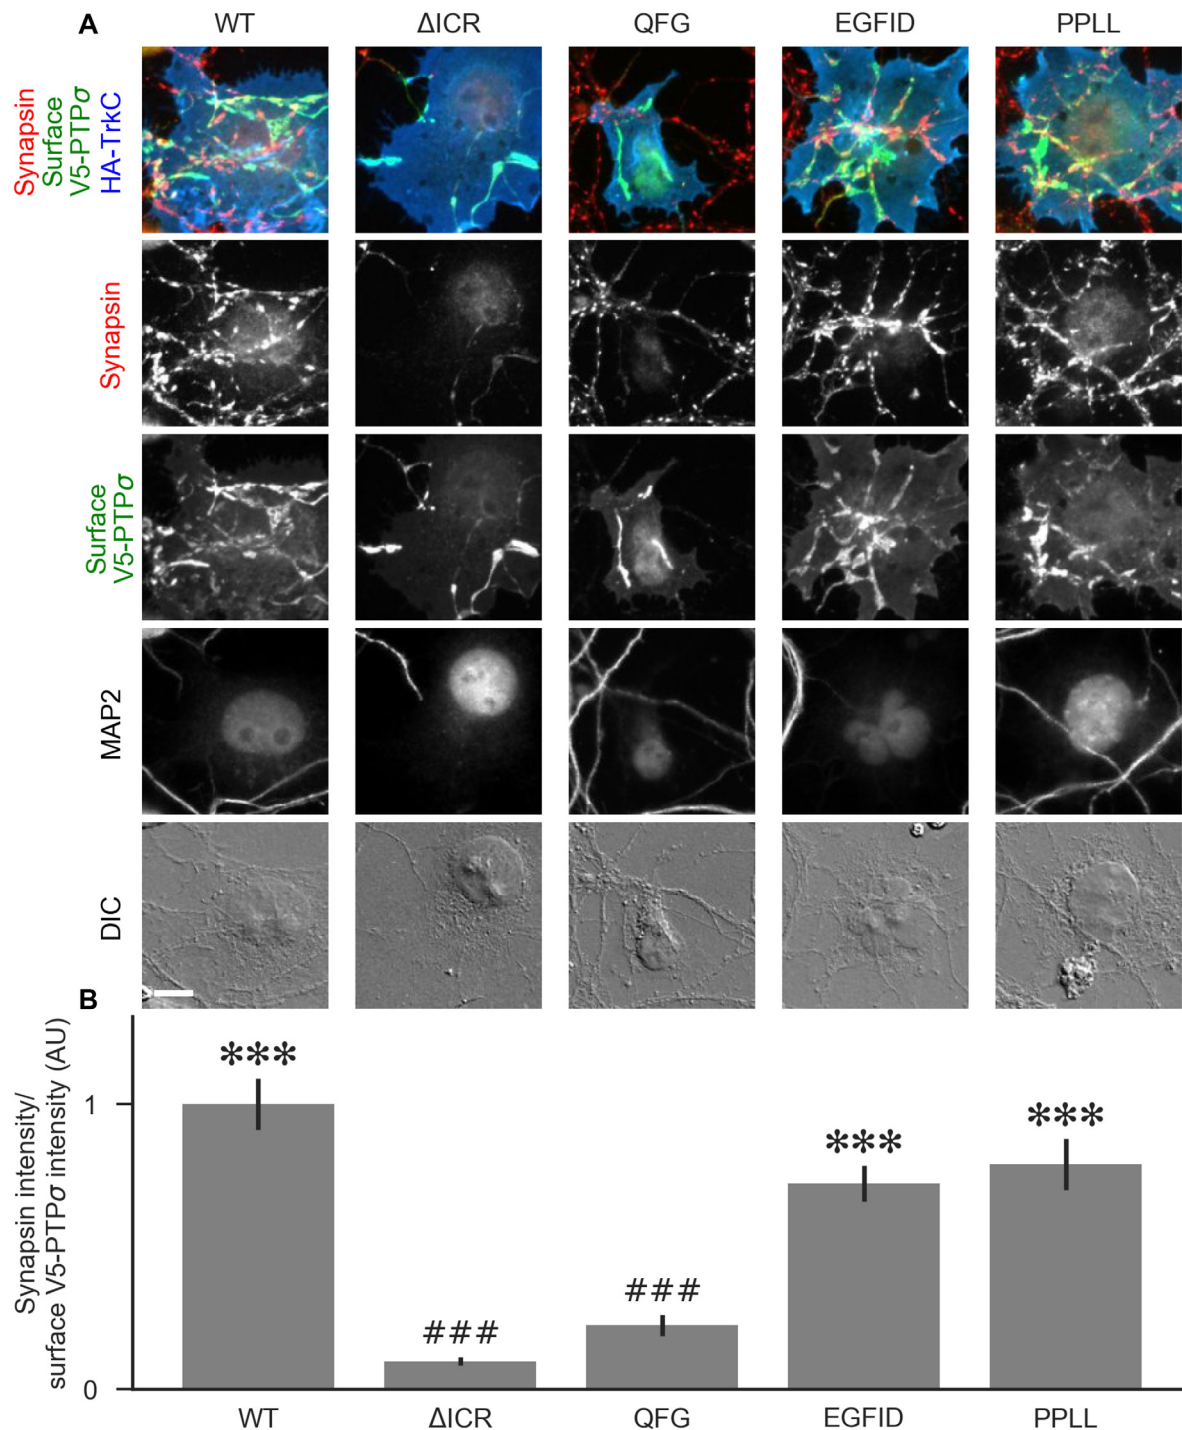 A
WT
ΔICR
QFG
EGFID
PPLL
Synapsin
Surface
V5-PTPσ
HA-TrkC
Synapsin
Surface
V5-PTPσ
MAP2
DIC
B
Synapsin intensity/
surface V5-PTPσ intensity (AU)
1
0
***
###
###
***
***
WT
ΔICR
QFG
EGFID
PPLL